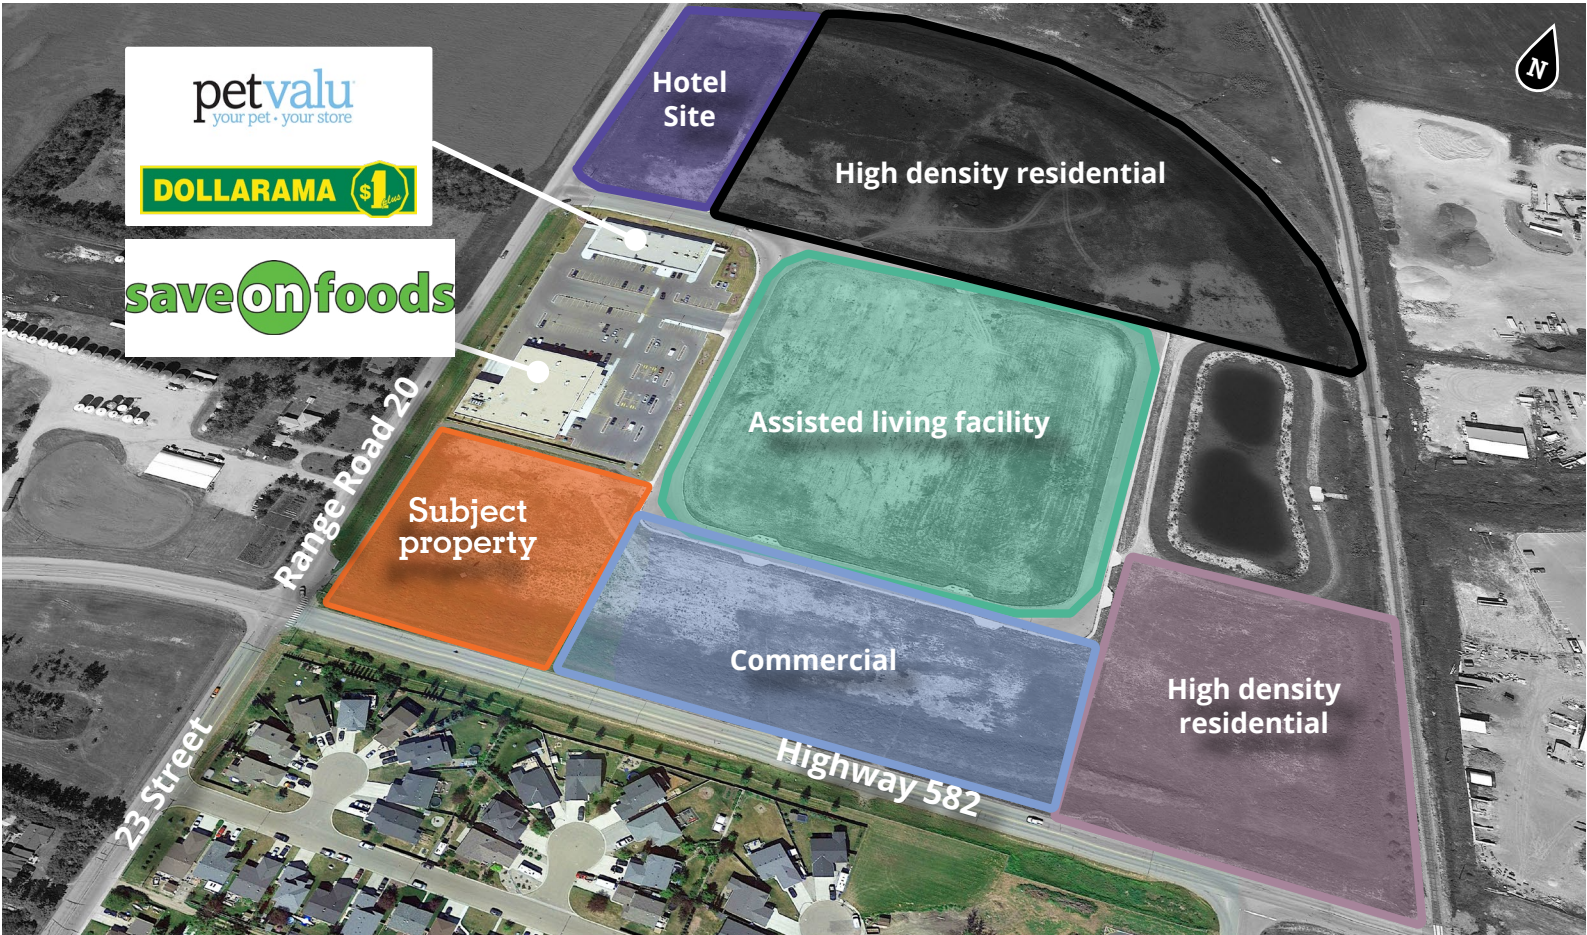 N
petvalu
your pet · your store
DOLLARAMA $1 plus
save on foods
Hotel
Site
High density residential
Assisted living facility
Range Road 20
Subject
property
Commercial
High density
residential
Highway 582
23 Street